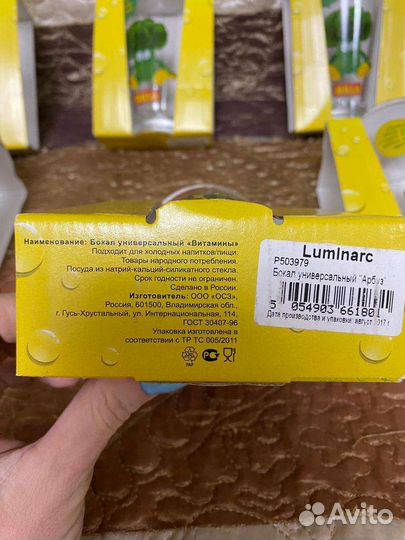 Наименование: Бокал универсальный «Витамины»
Подходит для холодных напитков/пищи.
Товары народного потребления.
Посуда из натрий-кальций-силикатного стекла.
Срок годности не ограничен.
Сделано в России
Изготовитель: ООО «ОСЗ».
Россия, 601500, Владимирская обл.,
г. Гусь-Хрустальный, ул. Интернациональная, 114,
ГОСТ 30407-96
Упаковка изготовлена в
соответствии с ТР ТС 005/2011
PAP
Luminarc
P503979
Бокал универсальный "Арбуз"
5 054903 661801
Дата производства и упаковки: август 2017 г.
Avito